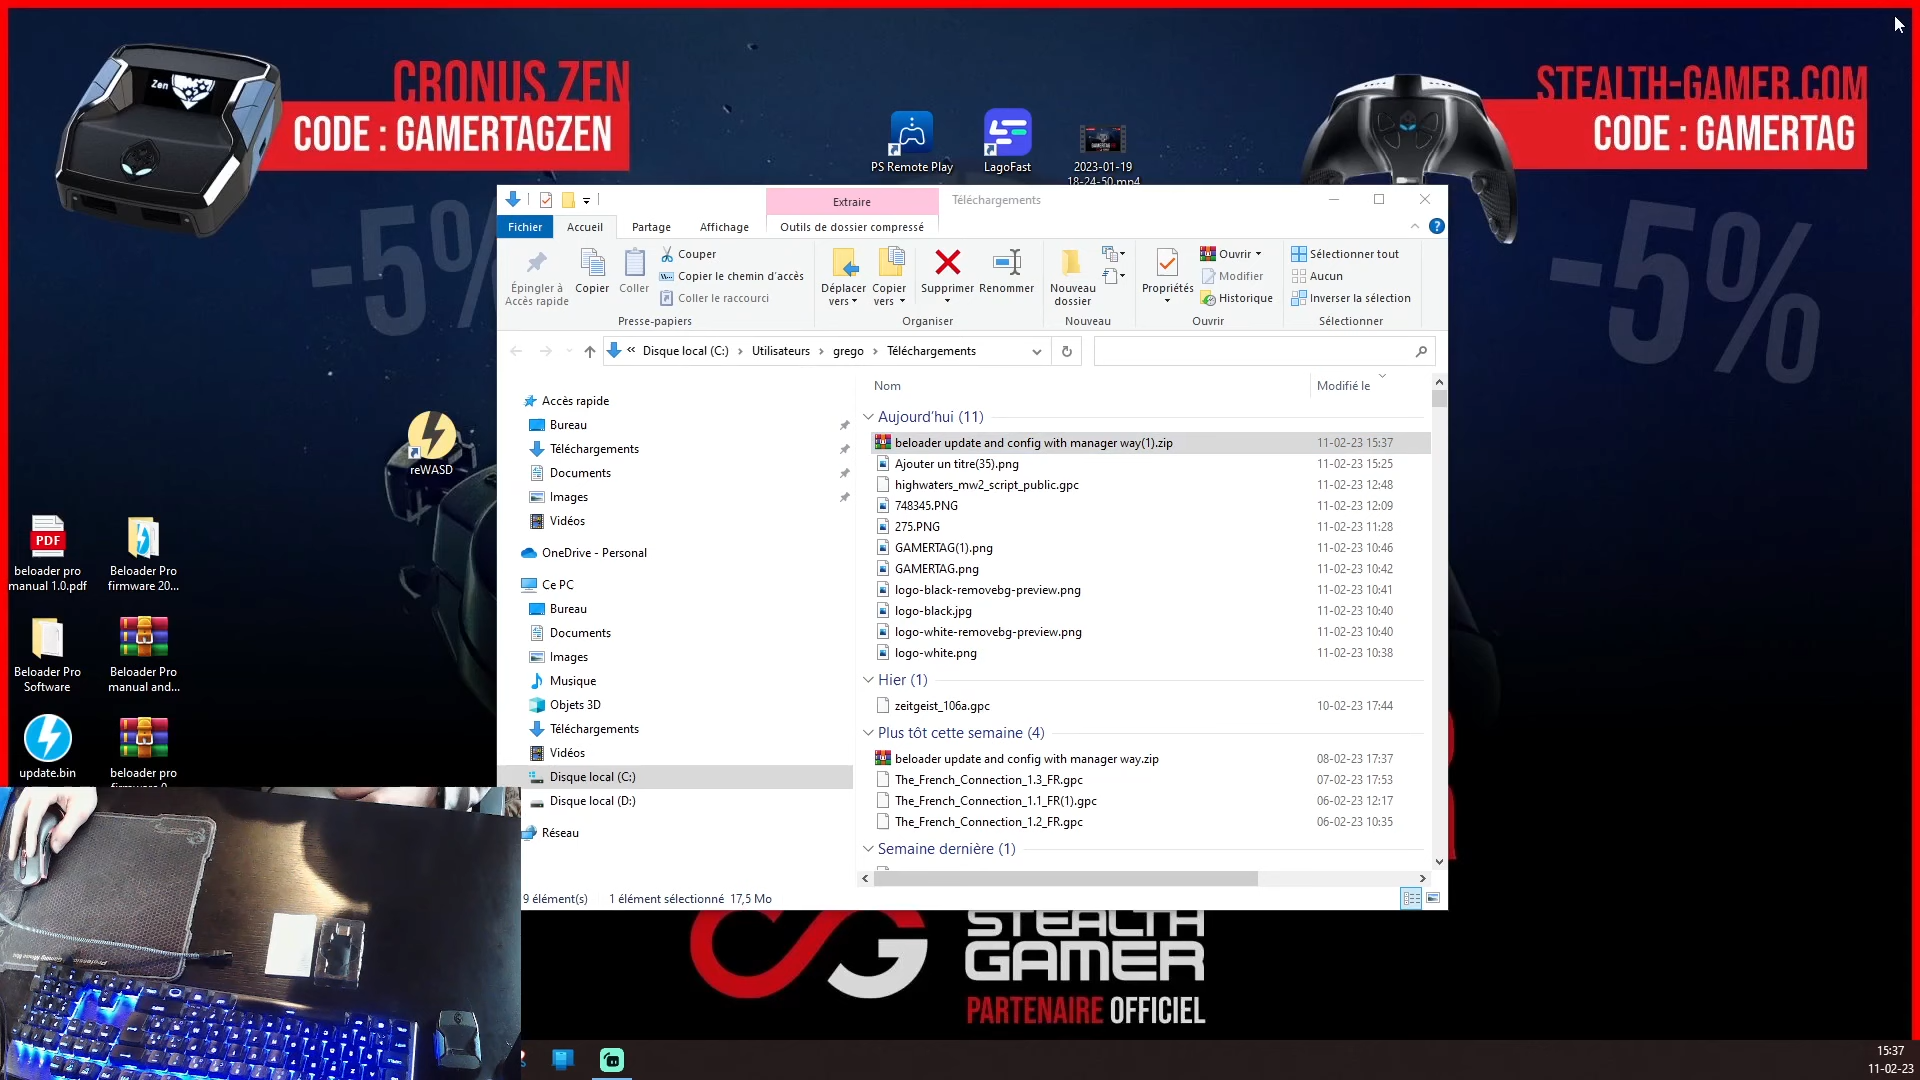 CRONUS ZEN
CODE : GAMERTAGZEN
-5%
STEALTH-GAMER.COM
CODE : GAMERTAG
-5%
Zen
PS Remote Play
LagoFast
2023-01-19
18-24-50.mp4
reWASD
PDF
beloader pro
manual 1.0.pdf
Beloader Pro
firmware 20...
Beloader Pro
Software
Beloader Pro
manual and...
update.bin
beloader pro
Extraire
Téléchargements
Fichier
Accueil
Partage
Affichage
Outils de dossier compressé
Épingler à
Accès rapide
Copier
Coller
Couper
Copier le chemin d'accès
Coller le raccourci
Presse-papiers
Déplacer
vers
Copier
vers
Supprimer
Renommer
Organiser
Nouveau
dossier
Nouveau
Propriétés
Ouvrir
Modifier
Historique
Ouvrir
Sélectionner tout
Aucun
Inverser la sélection
Sélectionner
« Disque local (C:) › Utilisateurs › grego › Téléchargements
Accès rapide
Bureau
Téléchargements
Documents
Images
Vidéos
OneDrive - Personal
Ce PC
Bureau
Documents
Images
Musique
Objets 3D
Téléchargements
Vidéos
Disque local (C:)
Disque local (D:)
Réseau
Nom
Modifié le
Aujourd'hui (11)
beloader update and config with manager way(1).zip 11-02-23 15:37
Ajouter un titre(35).png 11-02-23 15:25
highwaters_mw2_script_public.gpc 11-02-23 12:48
748345.PNG 11-02-23 12:09
275.PNG 11-02-23 11:28
GAMERTAG(1).png 11-02-23 10:46
GAMERTAG.png 11-02-23 10:42
logo-black-removebg-preview.png 11-02-23 10:41
logo-black.jpg 11-02-23 10:40
logo-white-removebg-preview.png 11-02-23 10:40
logo-white.png 11-02-23 10:38
Hier (1)
zeitgeist_106a.gpc 10-02-23 17:44
Plus tôt cette semaine (4)
beloader update and config with manager way.zip 08-02-23 17:37
The_French_Connection_1.3_FR.gpc 07-02-23 17:53
The_French_Connection_1.1_FR(1).gpc 06-02-23 12:17
The_French_Connection_1.2_FR.gpc 06-02-23 10:35
Semaine dernière (1)
9 élément(s)
1 élément sélectionné 17,5 Mo
STEALTH
GAMER
PARTENAIRE OFFICIEL
15:37
11-02-23